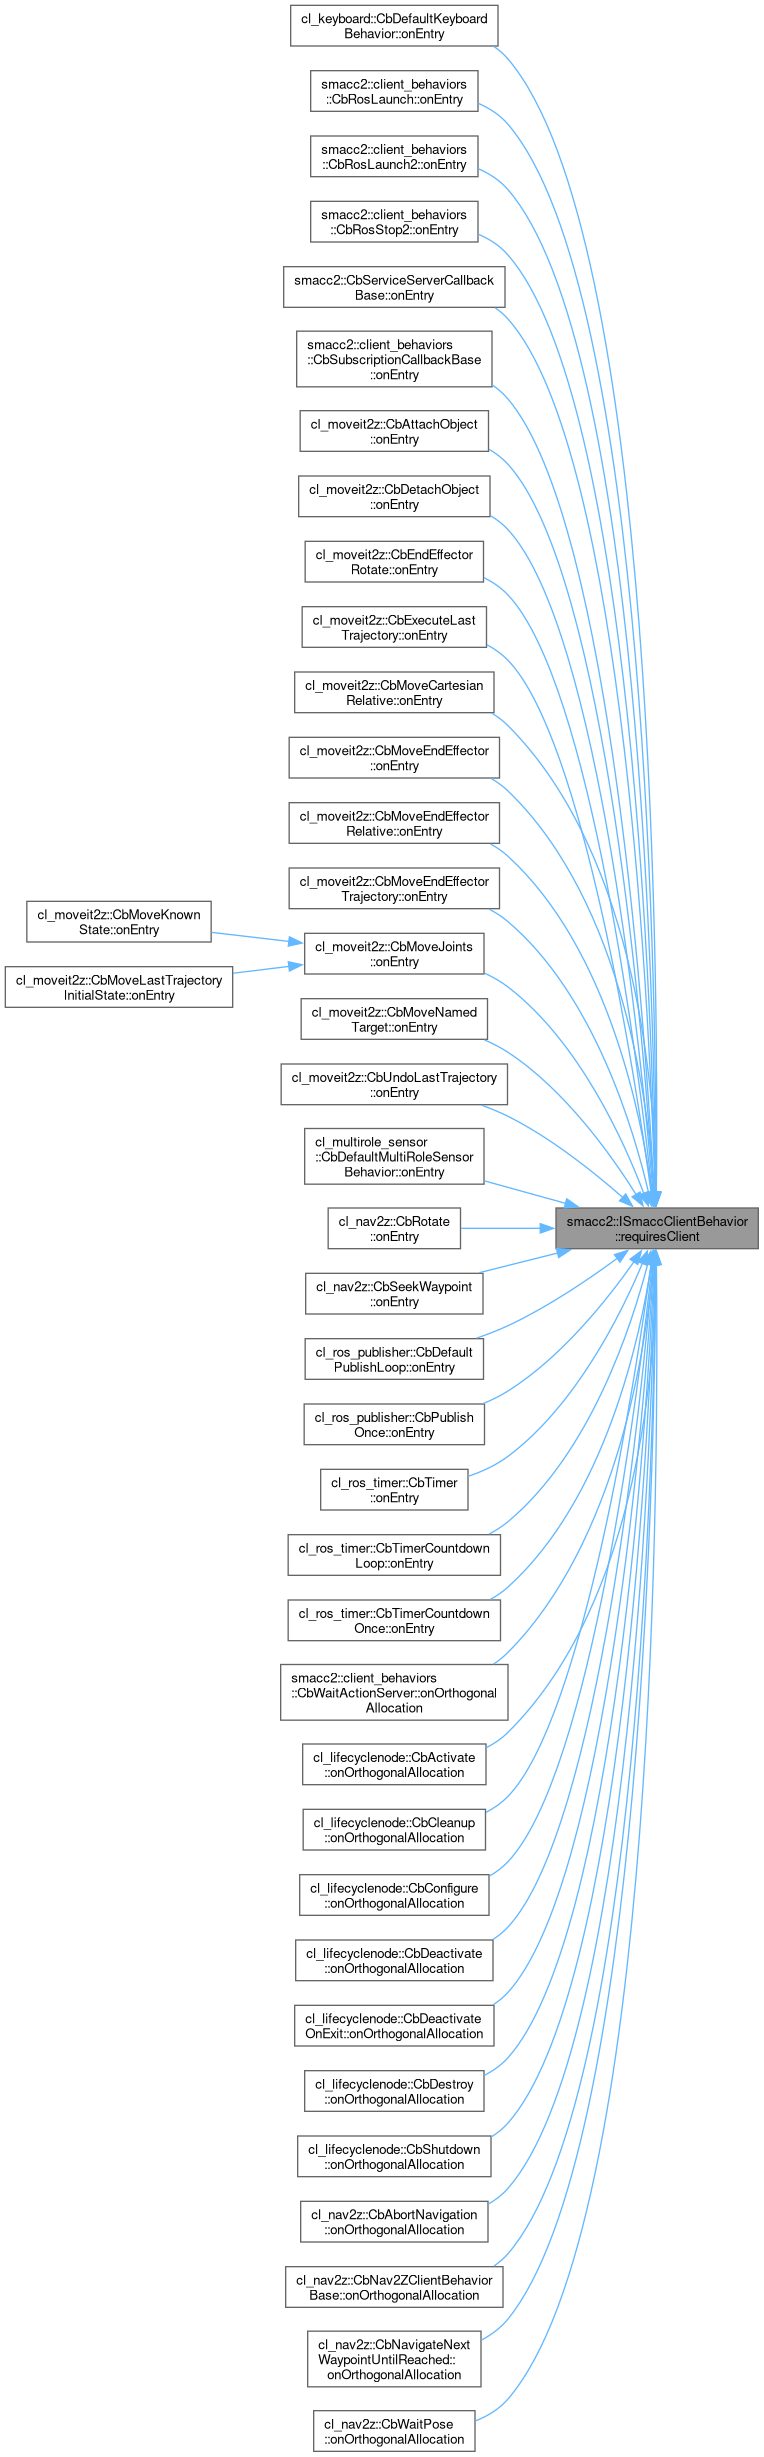 cl_keyboard::CbDefaultKeyboard
Behavior::onEntry
smacc2::client_behaviors
::CbRosLaunch::onEntry
smacc2::client_behaviors
::CbRosLaunch2::onEntry
smacc2::client_behaviors
::CbRosStop2::onEntry
smacc2::CbServiceServerCallback
Base::onEntry
smacc2::client_behaviors
::CbSubscriptionCallbackBase
::onEntry
cl_moveit2z::CbAttachObject
::onEntry
cl_moveit2z::CbDetachObject
::onEntry
cl_moveit2z::CbEndEffector
Rotate::onEntry
cl_moveit2z::CbExecuteLast
Trajectory::onEntry
cl_moveit2z::CbMoveCartesian
Relative::onEntry
cl_moveit2z::CbMoveEndEffector
::onEntry
cl_moveit2z::CbMoveEndEffector
Relative::onEntry
cl_moveit2z::CbMoveEndEffector
Trajectory::onEntry
cl_moveit2z::CbMoveKnown
State::onEntry
cl_moveit2z::CbMoveJoints
::onEntry
cl_moveit2z::CbMoveLastTrajectory
InitialState::onEntry
cl_moveit2z::CbMoveNamed
Target::onEntry
cl_moveit2z::CbUndoLastTrajectory
::onEntry
cl_multirole_sensor
::CbDefaultMultiRoleSensor
Behavior::onEntry
cl_nav2z::CbRotate
::onEntry
smacc2::ISmaccClientBehavior
::requiresClient
cl_nav2z::CbSeekWaypoint
::onEntry
cl_ros_publisher::CbDefault
PublishLoop::onEntry
cl_ros_publisher::CbPublish
Once::onEntry
cl_ros_timer::CbTimer
::onEntry
cl_ros_timer::CbTimerCountdown
Loop::onEntry
cl_ros_timer::CbTimerCountdown
Once::onEntry
smacc2::client_behaviors
::CbWaitActionServer::onOrthogonal
Allocation
cl_lifecyclenode::CbActivate
::onOrthogonalAllocation
cl_lifecyclenode::CbCleanup
::onOrthogonalAllocation
cl_lifecyclenode::CbConfigure
::onOrthogonalAllocation
cl_lifecyclenode::CbDeactivate
::onOrthogonalAllocation
cl_lifecyclenode::CbDeactivate
OnExit::onOrthogonalAllocation
cl_lifecyclenode::CbDestroy
::onOrthogonalAllocation
cl_lifecyclenode::CbShutdown
::onOrthogonalAllocation
cl_nav2z::CbAbortNavigation
::onOrthogonalAllocation
cl_nav2z::CbNav2ZClientBehavior
Base::onOrthogonalAllocation
cl_nav2z::CbNavigateNext
WaypointUntilReached::
onOrthogonalAllocation
cl_nav2z::CbWaitPose
::onOrthogonalAllocation